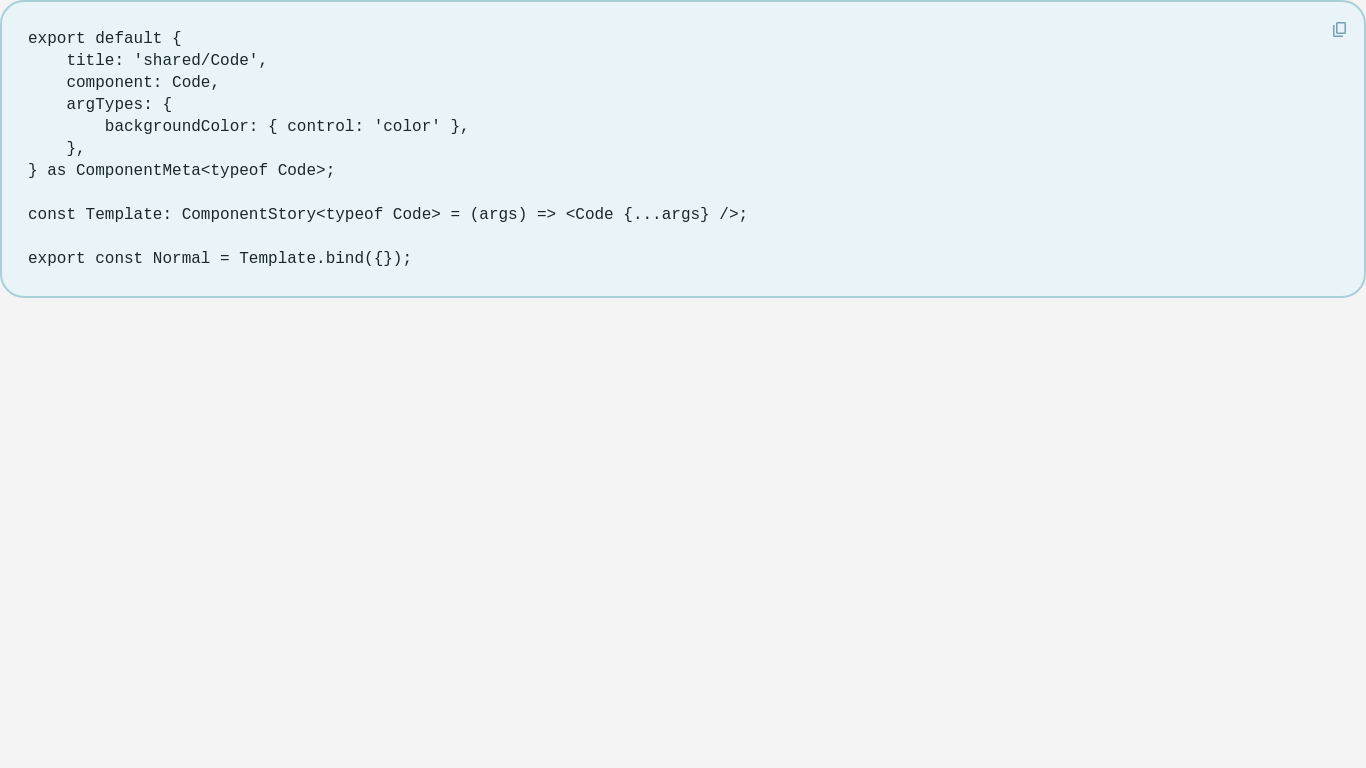 export default {
    title: 'shared/Code',
    component: Code,
    argTypes: {
        backgroundColor: { control: 'color' },
    },
} as ComponentMeta<typeof Code>;

const Template: ComponentStory<typeof Code> = (args) => <Code {...args} />;

export const Normal = Template.bind({});